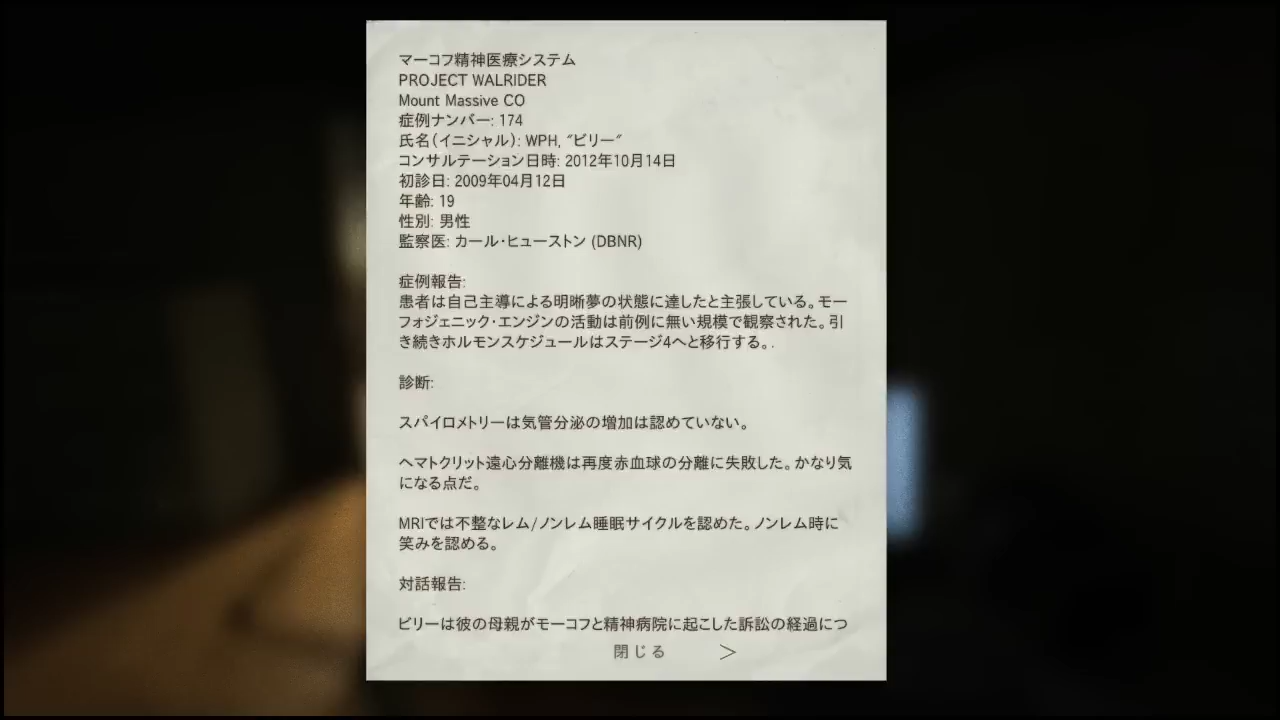 マーコフ精神医療システム
PROJECT WALRIDER
Mount Massive CO
症例ナンバー: 174
氏名(イニシャル): WPH, "ビリー"
コンサルテーション日時: 2012年10月14日
初診日: 2009年04月12日
年齢: 19
性別: 男性
監察医: カール・ヒューストン (DBNR)
症例報告:
患者は自己主導による明晰夢の状態に達したと主張している。モー
フォジェニック・エンジンの活動は前例に無い規模で観察された。引
き続きホルモンスケジュールはステージ4へと移行する。.
診断:
スパイロメトリーは気管分泌の増加は認めていない。
ヘマトクリット遠心分離機は再度赤血球の分離に失敗した。かなり気
になる点だ。
MRIでは不整なレム/ノンレム睡眠サイクルを認めた。ノンレム時に
笑みを認める。
対話報告:
ビリーは彼の母親がモーコフと精神病院に起こした訴訟の経過につ
閉じる >